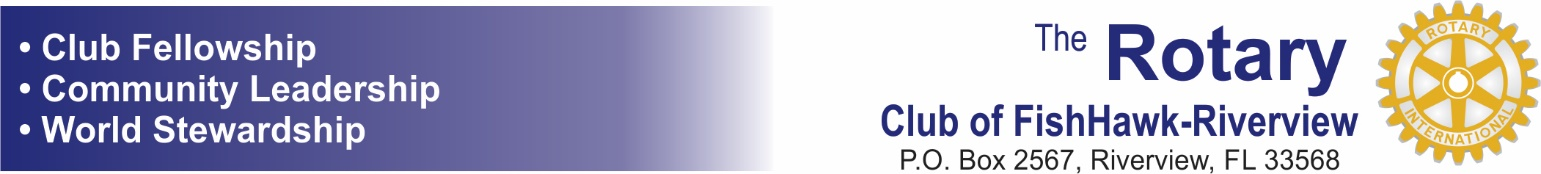 • Club Fellowship
• Community Leadership
• World Stewardship
The Rotary
Club of FishHawk-Riverview
P.O. Box 2567, Riverview, FL 33568
ROTARY
INTERNATIONAL